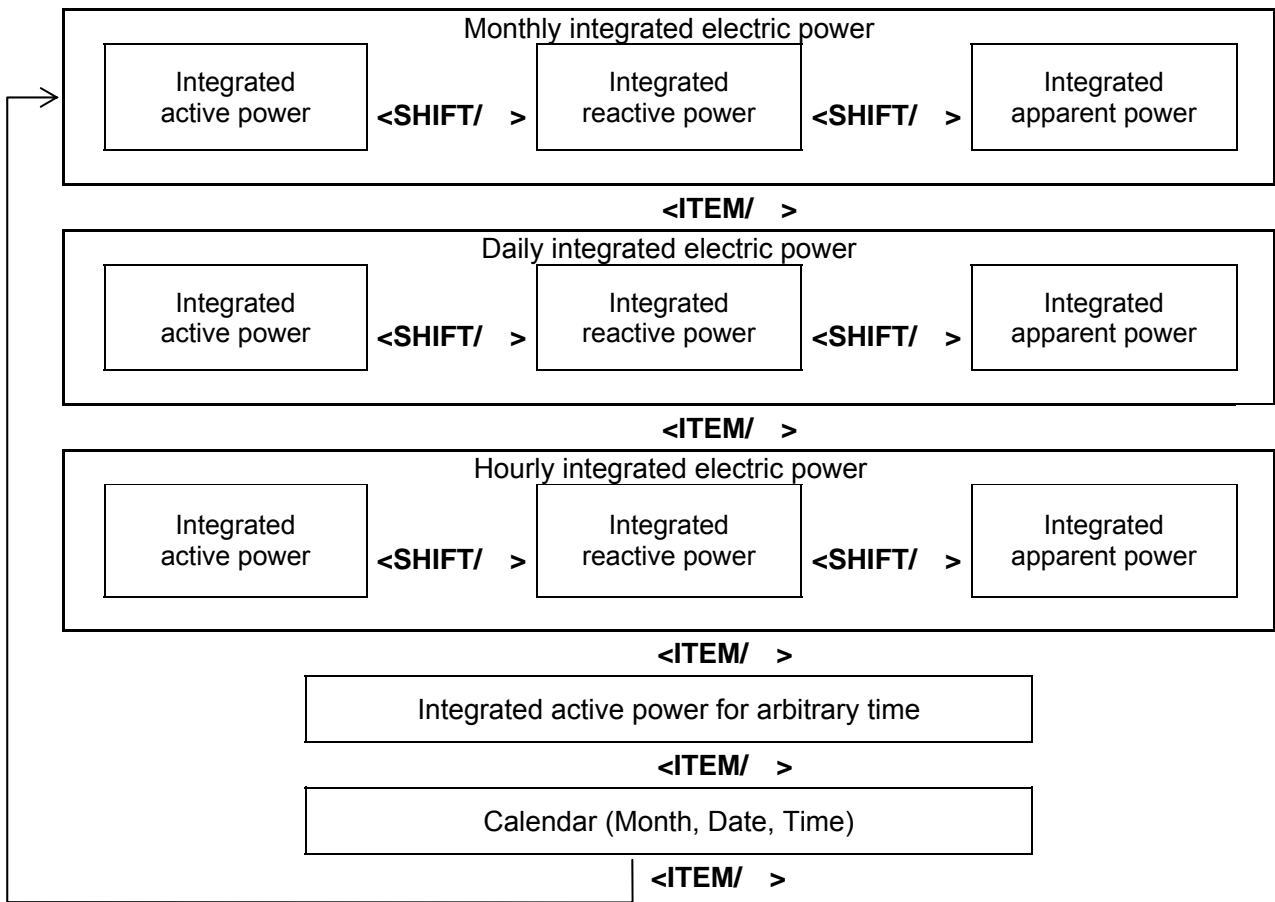 Monthly integrated electric power
Integrated
active power
<SHIFT/ >
Integrated
reactive power
<SHIFT/ >
Integrated
apparent power
<ITEM/ >
Daily integrated electric power
Integrated
active power
<SHIFT/ >
Integrated
reactive power
<SHIFT/ >
Integrated
apparent power
<ITEM/ >
Hourly integrated electric power
Integrated
active power
<SHIFT/ >
Integrated
reactive power
<SHIFT/ >
Integrated
apparent power
<ITEM/ >
Integrated active power for arbitrary time
<ITEM/ >
Calendar (Month, Date, Time)
<ITEM/ >